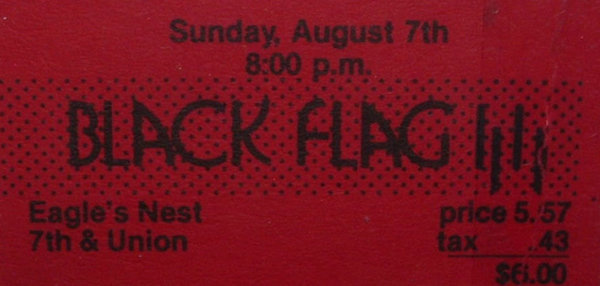 Sunday, August 7th
8:00 p.m.
BLACK FLAG
Eagle's Nest
7th & Union
price 5.57
tax .43
$6.00